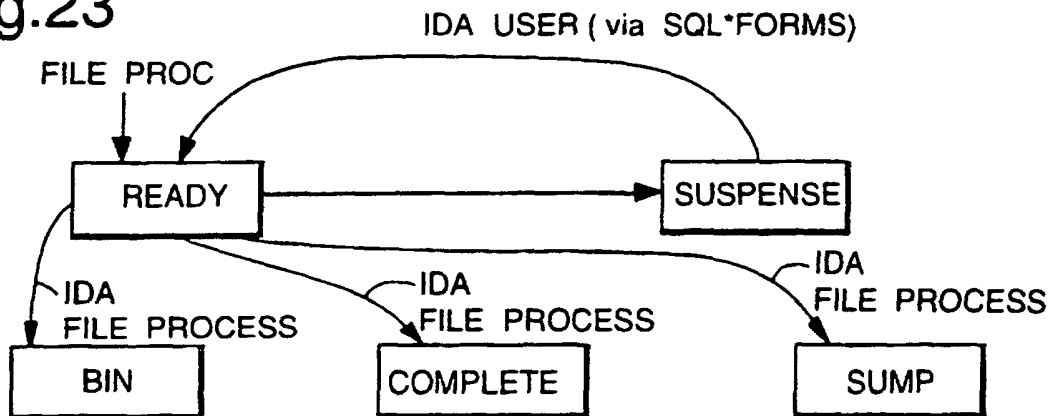 g.23
IDA USER ( via SQL*FORMS)
FILE PROC
READY
SUSPENSE
IDA
FILE PROCESS
IDA
FILE PROCESS
IDA
FILE PROCESS
BIN
COMPLETE
SUMP